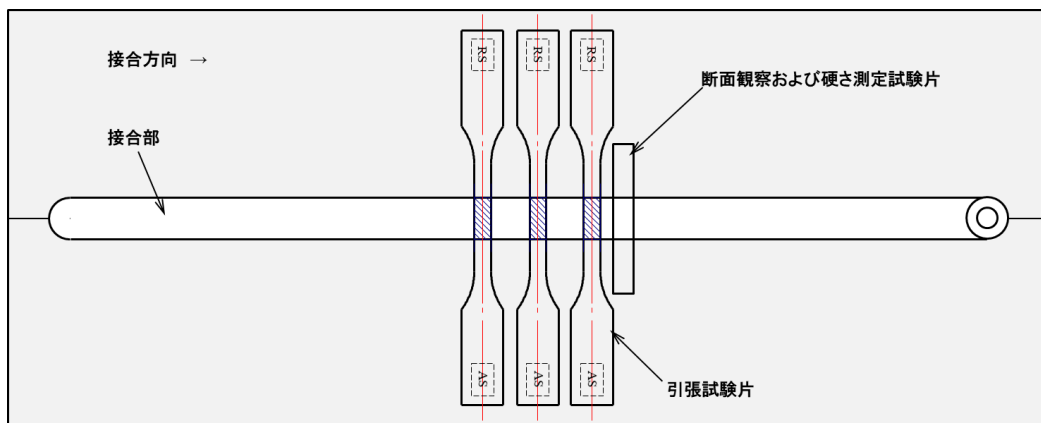 RS RS RS
接合方向 →
断面観察および硬さ測定試験片
接合部
AS AS AS
引張試験片